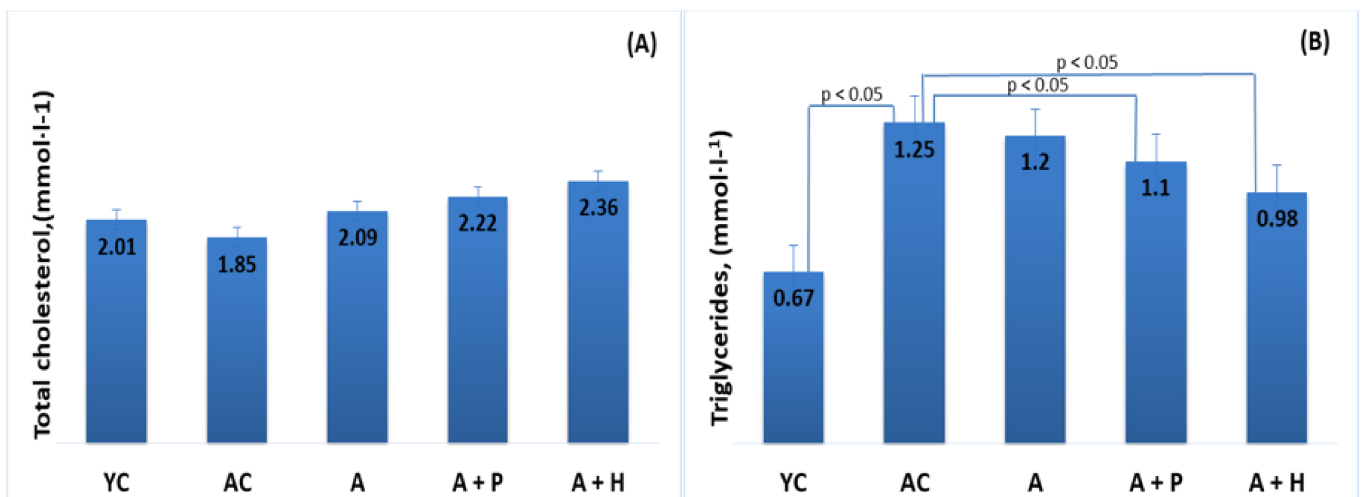 (A)
Total cholesterol,(mmol·l-1)
2.01
1.85
2.09
2.22
2.36
YC
AC
A
A + P
A + H
(B)
Triglycerides, (mmol·l-¹)
p < 0.05
p < 0.05
p < 0.05
0.67
1.25
1.2
1.1
0.98
YC
AC
A
A + P
A + H